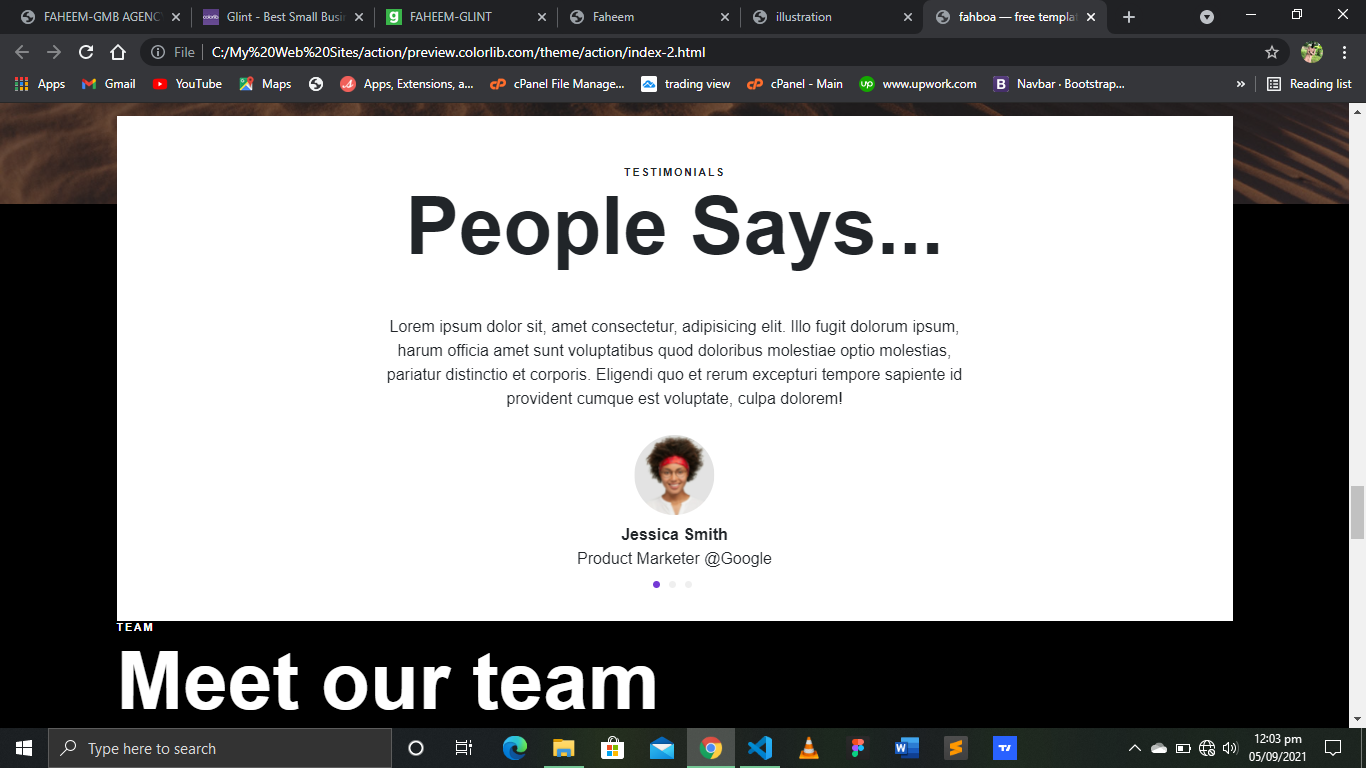 FAHEEM-GMB AGENC
Glint - Best Small Busi
FAHEEM-GLINT
Faheem
illustration
fahboa — free templa
File
C:/My%20Web%20Sites/action/preview.colorlib.com/theme/action/index-2.html
Apps
Gmail
YouTube
Maps
Apps, Extensions, a...
cPanel File Manage...
trading view
cPanel - Main
www.upwork.com
Navbar · Bootstrap...
»
Reading list
TESTIMONIALS
People Says...
Lorem ipsum dolor sit, amet consectetur, adipisicing elit. Illo fugit dolorum ipsum,
harum officia amet sunt voluptatibus quod doloribus molestiae optio molestias,
pariatur distinctio et corporis. Eligendi quo et rerum excepturi tempore sapiente id
provident cumque est voluptate, culpa dolorem!
Jessica Smith
Product Marketer @Google
TEAM
Meet our team
Type here to search
12:03 pm
05/09/2021